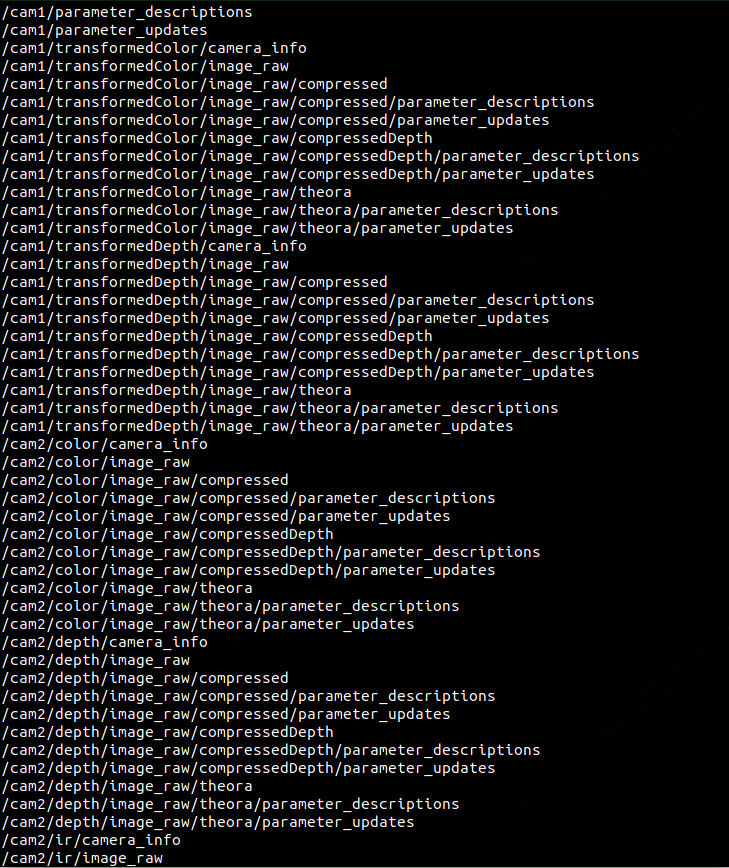 /cam1/parameter_descriptions
/cam1/parameter_updates
/cam1/transformedColor/camera_info
/cam1/transformedColor/image_raw
/cam1/transformedColor/image_raw/compressed
/cam1/transformedColor/image_raw/compressed/parameter_descriptions
/cam1/transformedColor/image_raw/compressed/parameter_updates
/cam1/transformedColor/image_raw/compressedDepth
/cam1/transformedColor/image_raw/compressedDepth/parameter_descriptions
/cam1/transformedColor/image_raw/compressedDepth/parameter_updates
/cam1/transformedColor/image_raw/theora
/cam1/transformedColor/image_raw/theora/parameter_descriptions
/cam1/transformedColor/image_raw/theora/parameter_updates
/cam1/transformedDepth/camera_info
/cam1/transformedDepth/image_raw
/cam1/transformedDepth/image_raw/compressed
/cam1/transformedDepth/image_raw/compressed/parameter_descriptions
/cam1/transformedDepth/image_raw/compressed/parameter_updates
/cam1/transformedDepth/image_raw/compressedDepth
/cam1/transformedDepth/image_raw/compressedDepth/parameter_descriptions
/cam1/transformedDepth/image_raw/compressedDepth/parameter_updates
/cam1/transformedDepth/image_raw/theora
/cam1/transformedDepth/image_raw/theora/parameter_descriptions
/cam1/transformedDepth/image_raw/theora/parameter_updates
/cam2/color/camera_info
/cam2/color/image_raw
/cam2/color/image_raw/compressed
/cam2/color/image_raw/compressed/parameter_descriptions
/cam2/color/image_raw/compressed/parameter_updates
/cam2/color/image_raw/compressedDepth
/cam2/color/image_raw/compressedDepth/parameter_descriptions
/cam2/color/image_raw/compressedDepth/parameter_updates
/cam2/color/image_raw/theora
/cam2/color/image_raw/theora/parameter_descriptions
/cam2/color/image_raw/theora/parameter_updates
/cam2/depth/camera_info
/cam2/depth/image_raw
/cam2/depth/image_raw/compressed
/cam2/depth/image_raw/compressed/parameter_descriptions
/cam2/depth/image_raw/compressed/parameter_updates
/cam2/depth/image_raw/compressedDepth
/cam2/depth/image_raw/compressedDepth/parameter_descriptions
/cam2/depth/image_raw/compressedDepth/parameter_updates
/cam2/depth/image_raw/theora
/cam2/depth/image_raw/theora/parameter_descriptions
/cam2/depth/image_raw/theora/parameter_updates
/cam2/ir/camera_info
/cam2/ir/image_raw